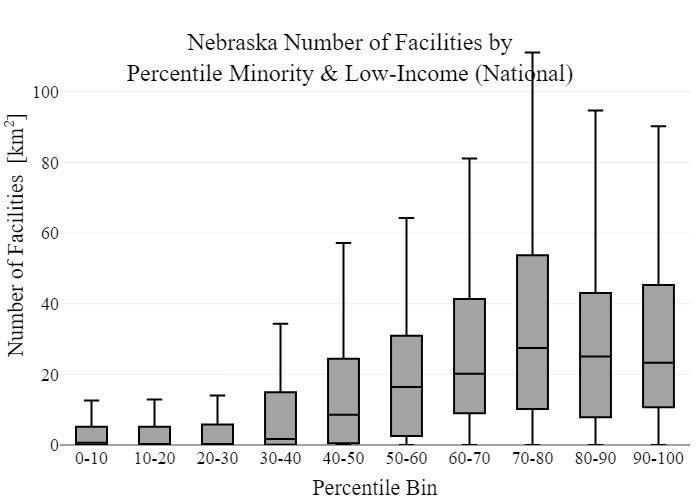 Nebraska Number of Facilities by
Percentile Minority & Low-Income (National)
Number of Facilities [km²]
100
80
60
40
20
0
0-10 10-20 20-30 30-40 40-50 50-60 60-70 70-80 80-90 90-100
Percentile Bin